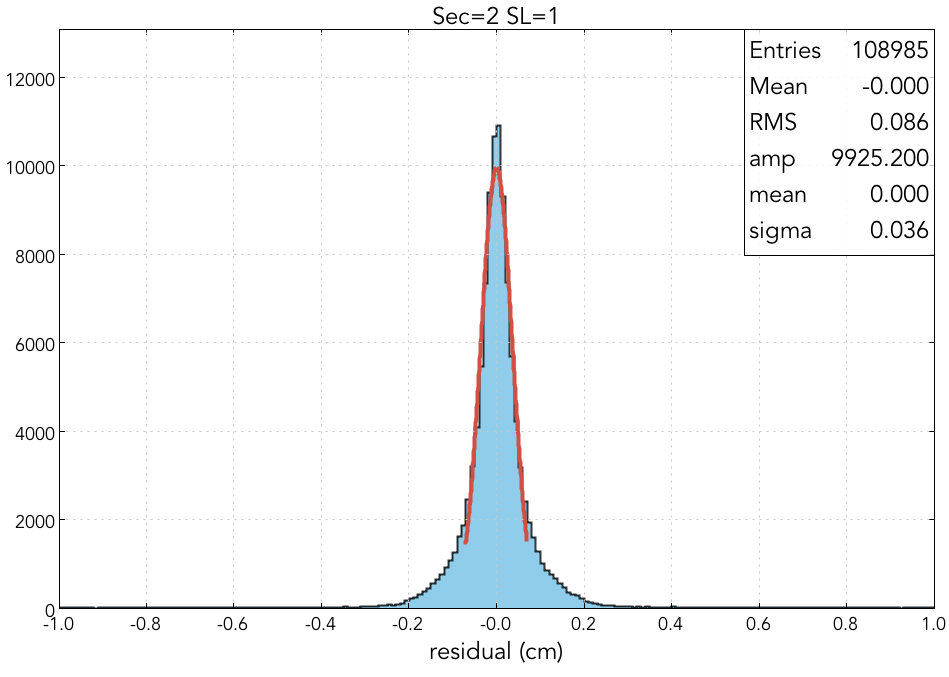 Sec=2 SL=1
Entries 108985
Mean -0.000
RMS 0.086
amp 9925.200
mean 0.000
sigma 0.036
12000
10000
8000
6000
4000
2000
0
-1.0 -0.8 -0.6 -0.4 -0.2 -0.0 0.2 0.4 0.6 0.8 1.0
residual (cm)